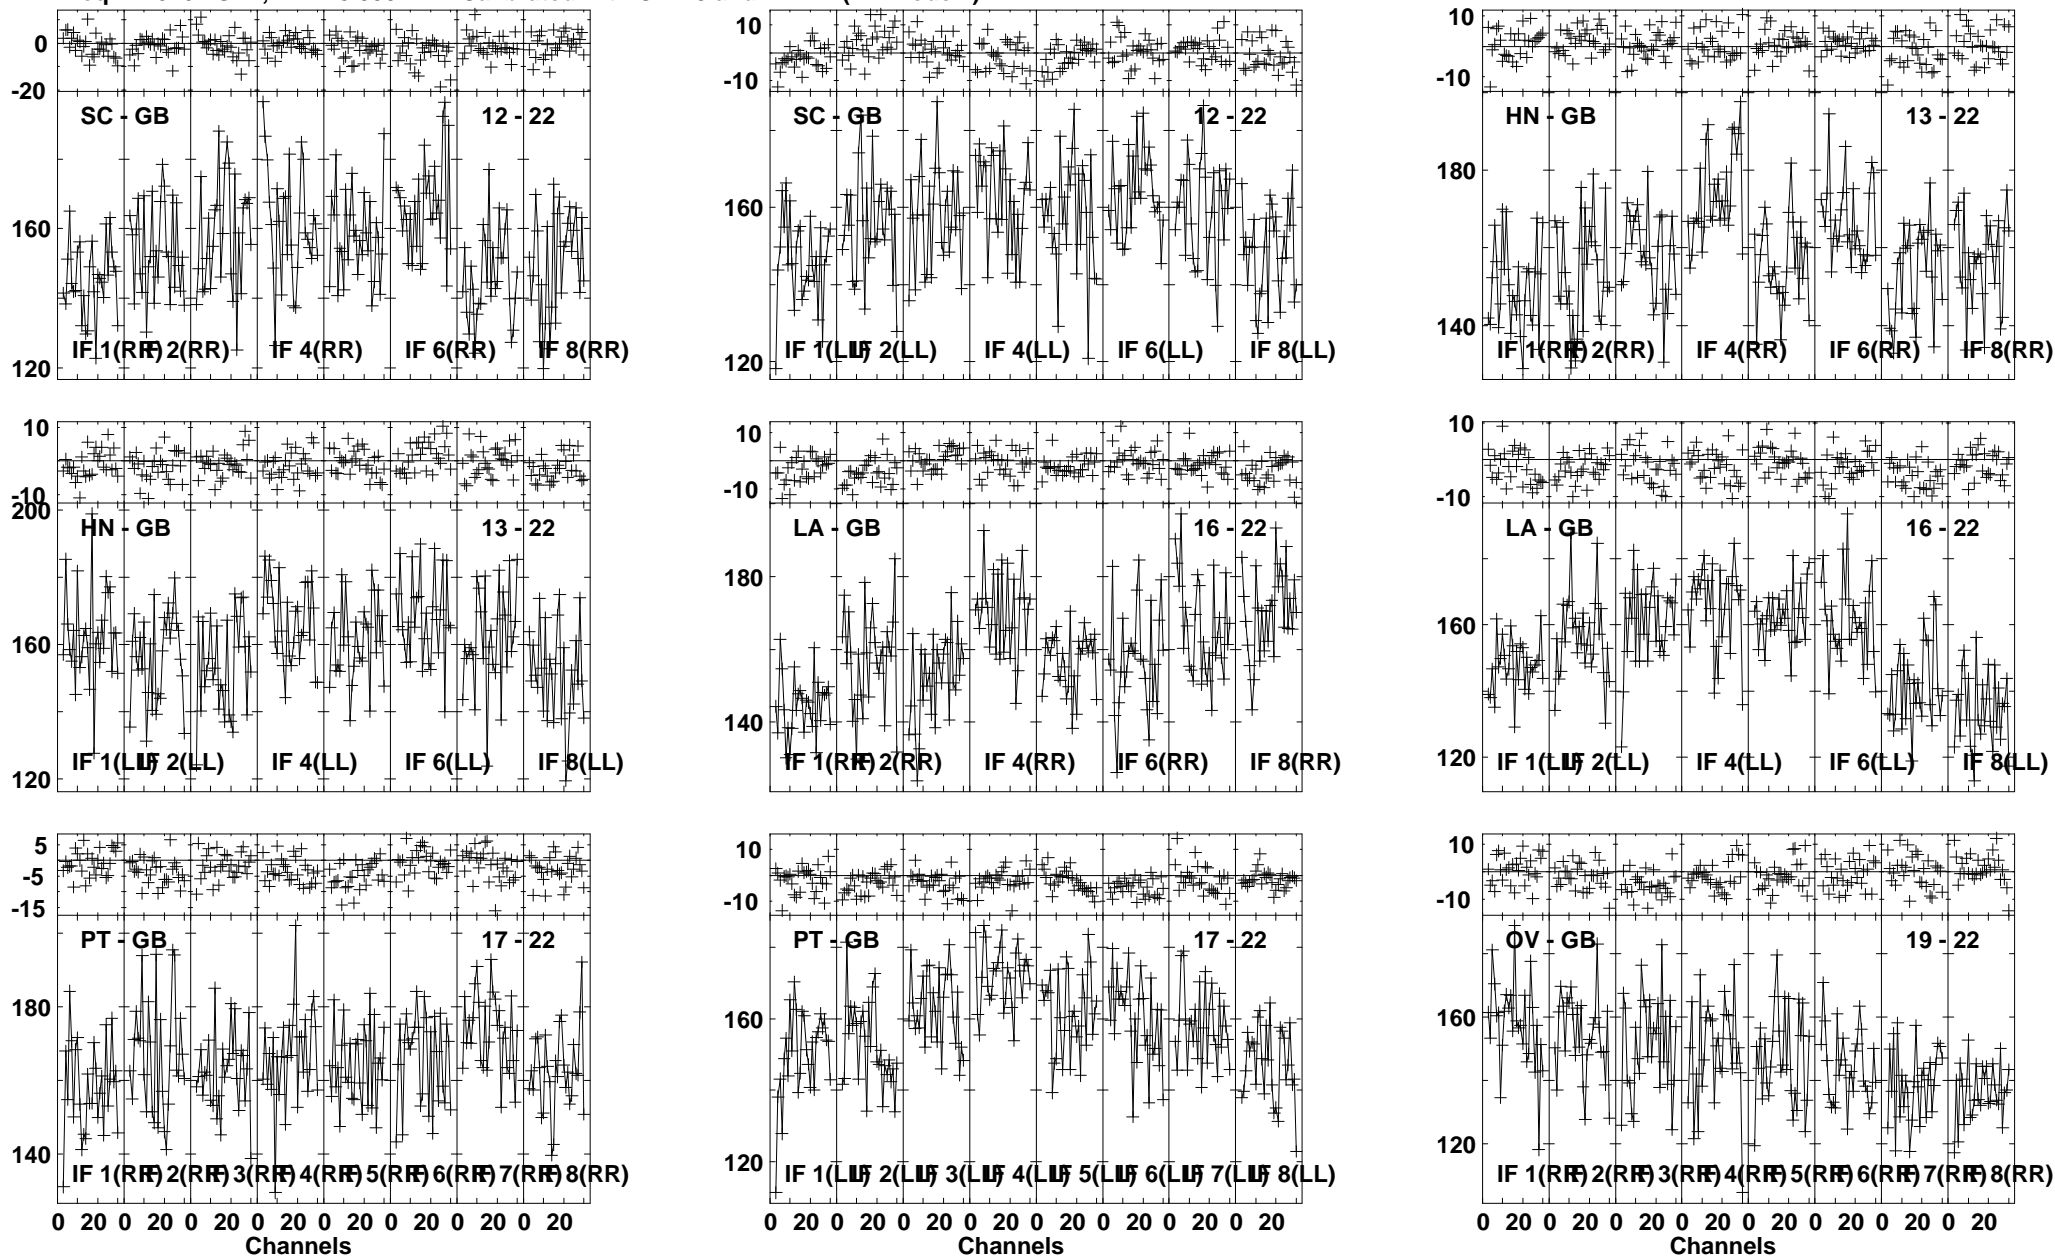 0
-20
SC - GB
12 - 22
160
120
IF 1(RR)
IF 2(RR)
IF 4(RR)
IF 6(RR)
IF 8(RR)
10
-10
SC - GB
12 - 22
160
120
IF 1(LL)
IF 2(LL)
IF 4(LL)
IF 6(LL)
IF 8(LL)
10
-10
HN - GB
13 - 22
180
140
IF 1(RR)
IF 2(RR)
IF 4(RR)
IF 6(RR)
IF 8(RR)
10
-10
200
HN - GB
13 - 22
160
120
IF 1(LL)
IF 2(LL)
IF 4(LL)
IF 6(LL)
IF 8(LL)
10
-10
LA - GB
16 - 22
180
140
IF 1(RR)
IF 2(RR)
IF 4(RR)
IF 6(RR)
IF 8(RR)
10
-10
LA - GB
16 - 22
160
120
IF 1(LL)
IF 2(LL)
IF 4(LL)
IF 6(LL)
IF 8(LL)
5
-5
-15
PT - GB
17 - 22
180
140
IF 1(RR)
IF 2(RR)
IF 3(RR)
IF 4(RR)
IF 5(RR)
IF 6(RR)
IF 7(RR)
IF 8(RR)
0 20 0 20 0 20 0 20 0 20 0 20 0 20 0 20
Channels
10
-10
PT - GB
17 - 22
160
120
IF 1(LL)
IF 2(LL)
IF 3(LL)
IF 4(LL)
IF 5(LL)
IF 6(LL)
IF 7(LL)
IF 8(LL)
0 20 0 20 0 20 0 20 0 20 0 20 0 20 0 20
Channels
10
-10
OV - GB
19 - 22
160
120
IF 1(RR)
IF 2(RR)
IF 3(RR)
IF 4(RR)
IF 5(RR)
IF 6(RR)
IF 7(RR)
IF 8(RR)
0 20 0 20 0 20 0 20 0 20 0 20 0 20 0 20
Channels